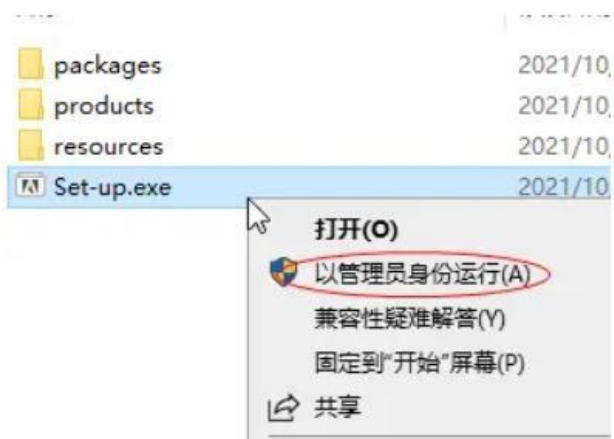 packages 2021/10
products 2021/10
resources 2021/10
Set-up.exe 2021/10
打开(O)
以管理员身份运行(A)
兼容性疑难解答(Y)
固定到"开始"屏幕(P)
共享